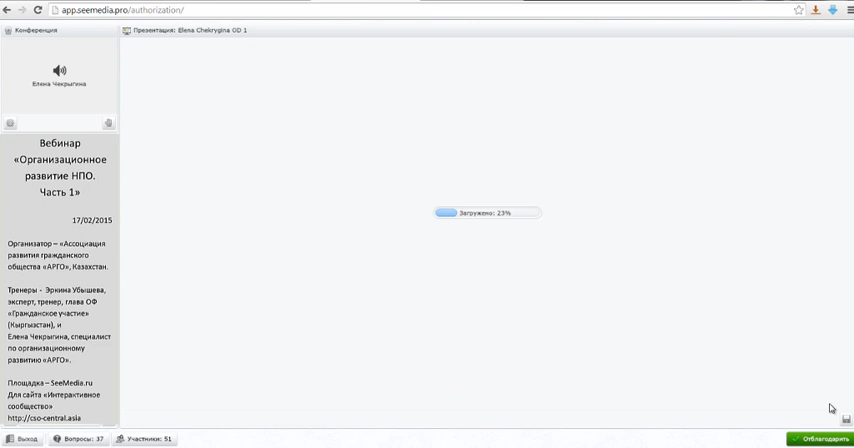 app.seemedia.pro/authorization/
Конференция
Презентация: Elena Chekrygina OD 1
Елена Чекрыгина
Вебинар
«Организационное
развитие НПО.
Часть 1»
17/02/2015
Организатор – «Ассоциация
развития гражданского
общества «АРГО», Казахстан.
Тренеры - Эркина Убышева,
эксперт, тренер, глава ОФ
«Гражданское участие»
(Кыргызстан), и
Елена Чекрыгина, специалист
по организационному
развитию «АРГО».
Площадка – SeeMedia.ru
Для сайта «Интерактивное
сообщество»
http://cso-central.asia
Загружено: 23%
Выход
Вопросы: 37
Участники: 51
Отблагодарить